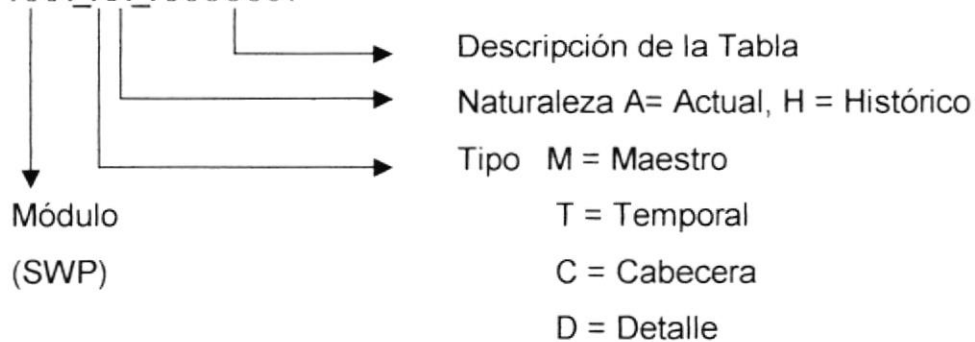 Descripción de la Tabla
Naturaleza A= Actual, H = Histórico
Tipo M = Maestro
Módulo
T = Temporal
(SWP)
C = Cabecera
D = Detalle